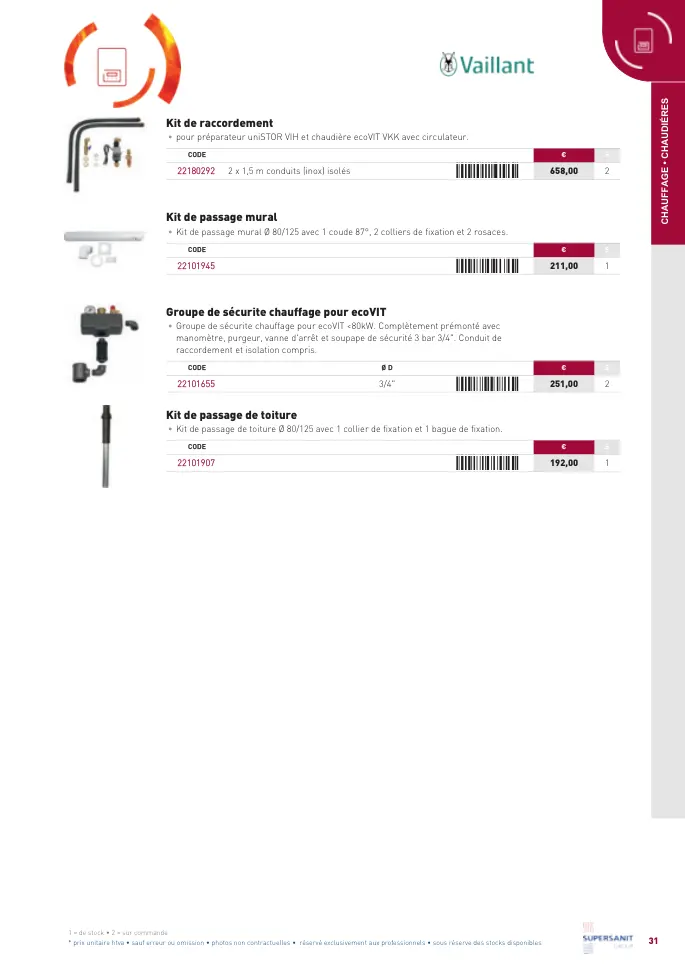 Vaillant
CHAUFFAGE • CHAUDIÈRES
Kit de raccordement
• pour préparateur uniSTOR VIH et chaudière ecoVIT VKK avec circulateur.
CODE €
22180292 2 x 1,5 m conduits (inox) isolés 658,00 2
Kit de passage mural
• Kit de passage mural Ø 80/125 avec 1 coude 87°, 2 colliers de fixation et 2 rosaces.
CODE €
22101945 211,00 1
Groupe de sécurite chauffage pour ecoVIT
• Groupe de sécurite chauffage pour ecoVIT <80kW. Complètement prémonté avec
manomètre, purgeur, vanne d'arrêt et soupape de sécurité 3 bar 3/4". Conduit de
raccordement et isolation compris.
CODE Ø D €
22101655 3/4" 251,00 2
Kit de passage de toiture
• Kit de passage de toiture Ø 80/125 avec 1 collier de fixation et 1 bague de fixation.
CODE €
22101907 192,00 1
1 = de stock • 2 = sur commande
* prix unitaire htva • sauf erreur ou omission • photos non contractuelles • réservé exclusivement aux professionnels • sous réserve des stocks disponibles
SUPERSANIT
GROUP
31